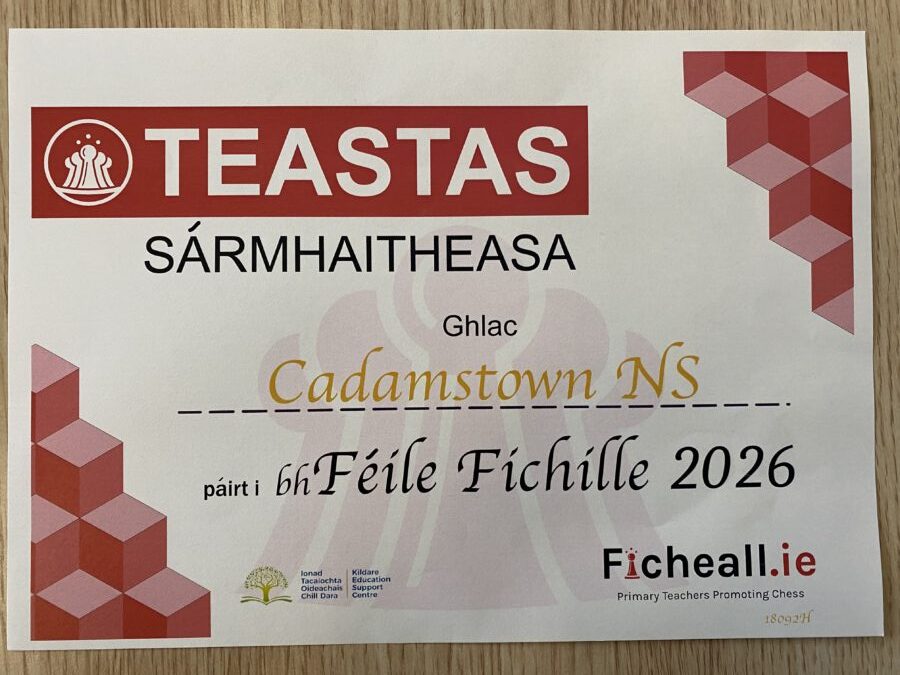 TEASTAS
SÁRMHAITHEASA
Ghlac
Cadamstown NS
páirt i bhFéile Fichille 2026
Ionad
Tacaíochta
Oideachais
Chill Dara
Kildare
Education
Support
Centre
Ficheall.ie
Primary Teachers Promoting Chess
18092H